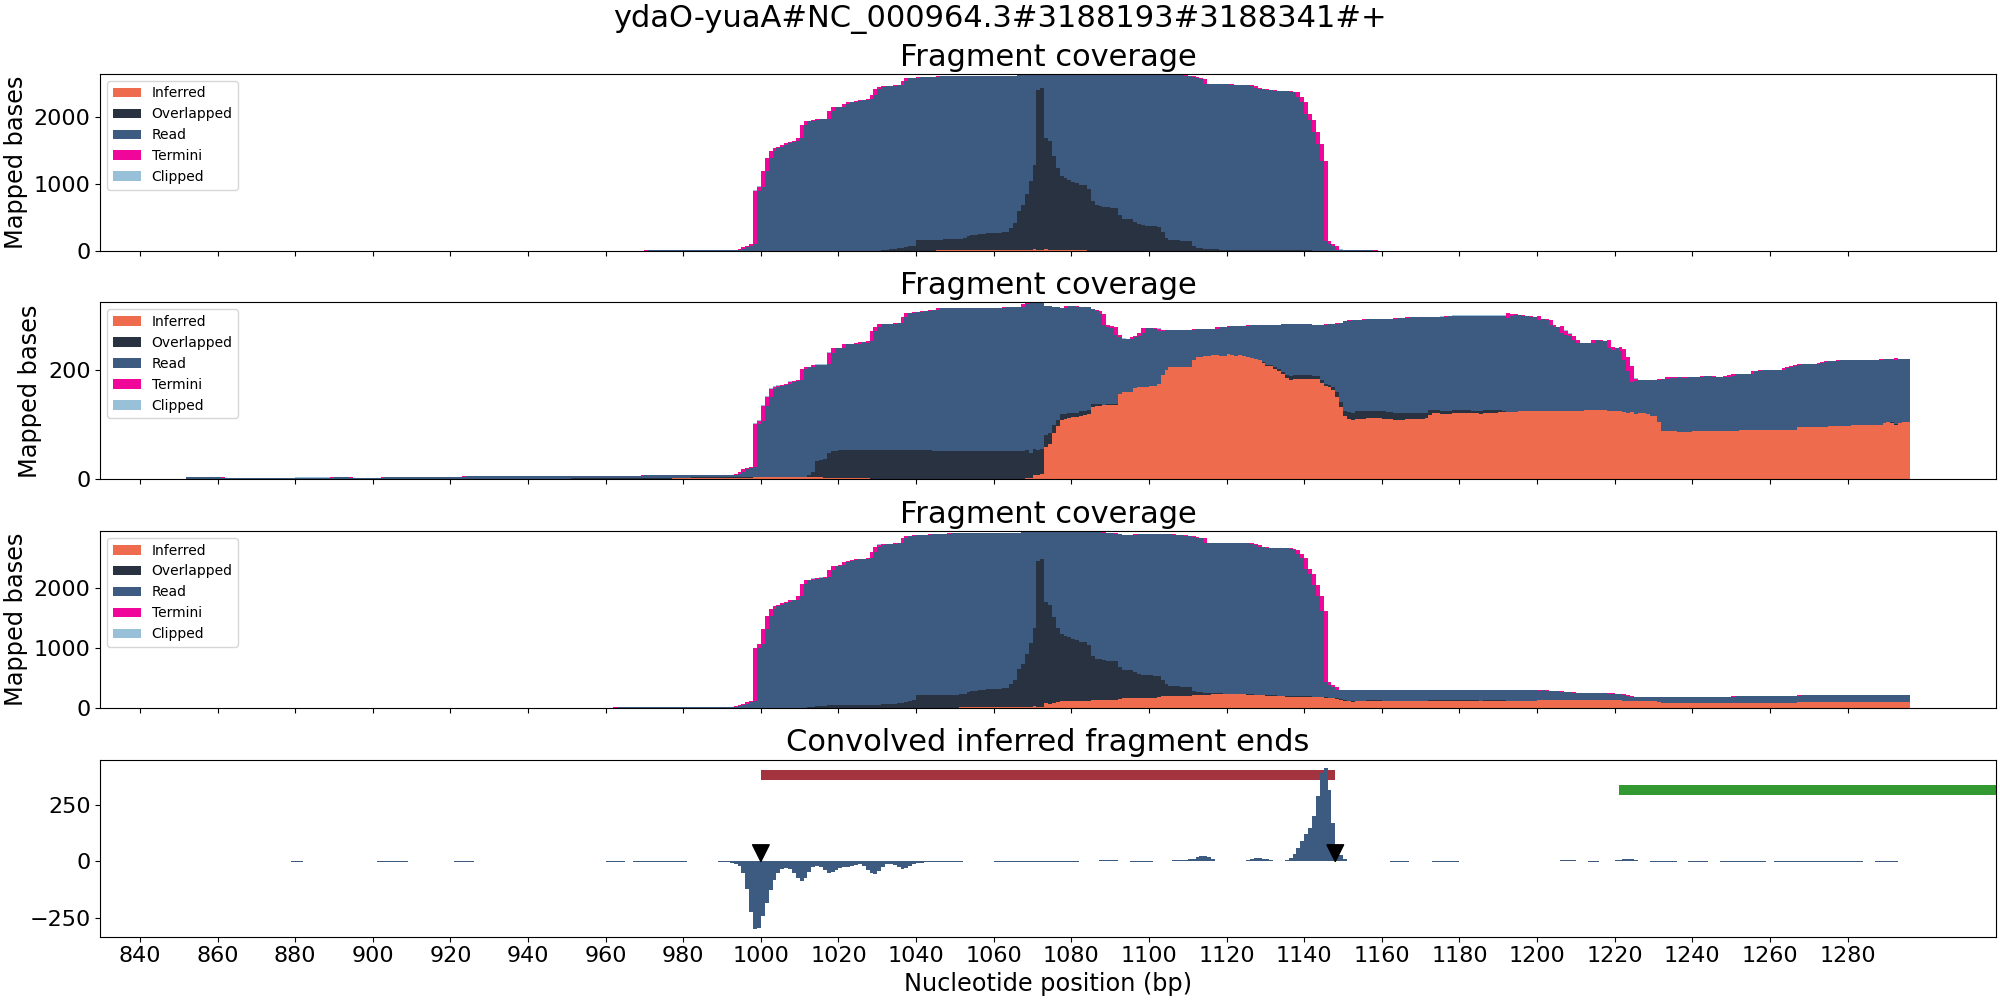 ydaO-yuaA#NC_000964.3#3188193#3188341#+
Fragment coverage
Mapped bases
2000
1000
0
Inferred
Overlapped
Read
Termini
Clipped
Fragment coverage
Mapped bases
200
0
Inferred
Overlapped
Read
Termini
Clipped
Fragment coverage
Mapped bases
2000
1000
0
Inferred
Overlapped
Read
Termini
Clipped
Convolved inferred fragment ends
250
0
−250
840 860 880 900 920 940 960 980 1000 1020 1040 1060 1080 1100 1120 1140 1160 1180 1200 1220 1240 1260 1280
Nucleotide position (bp)